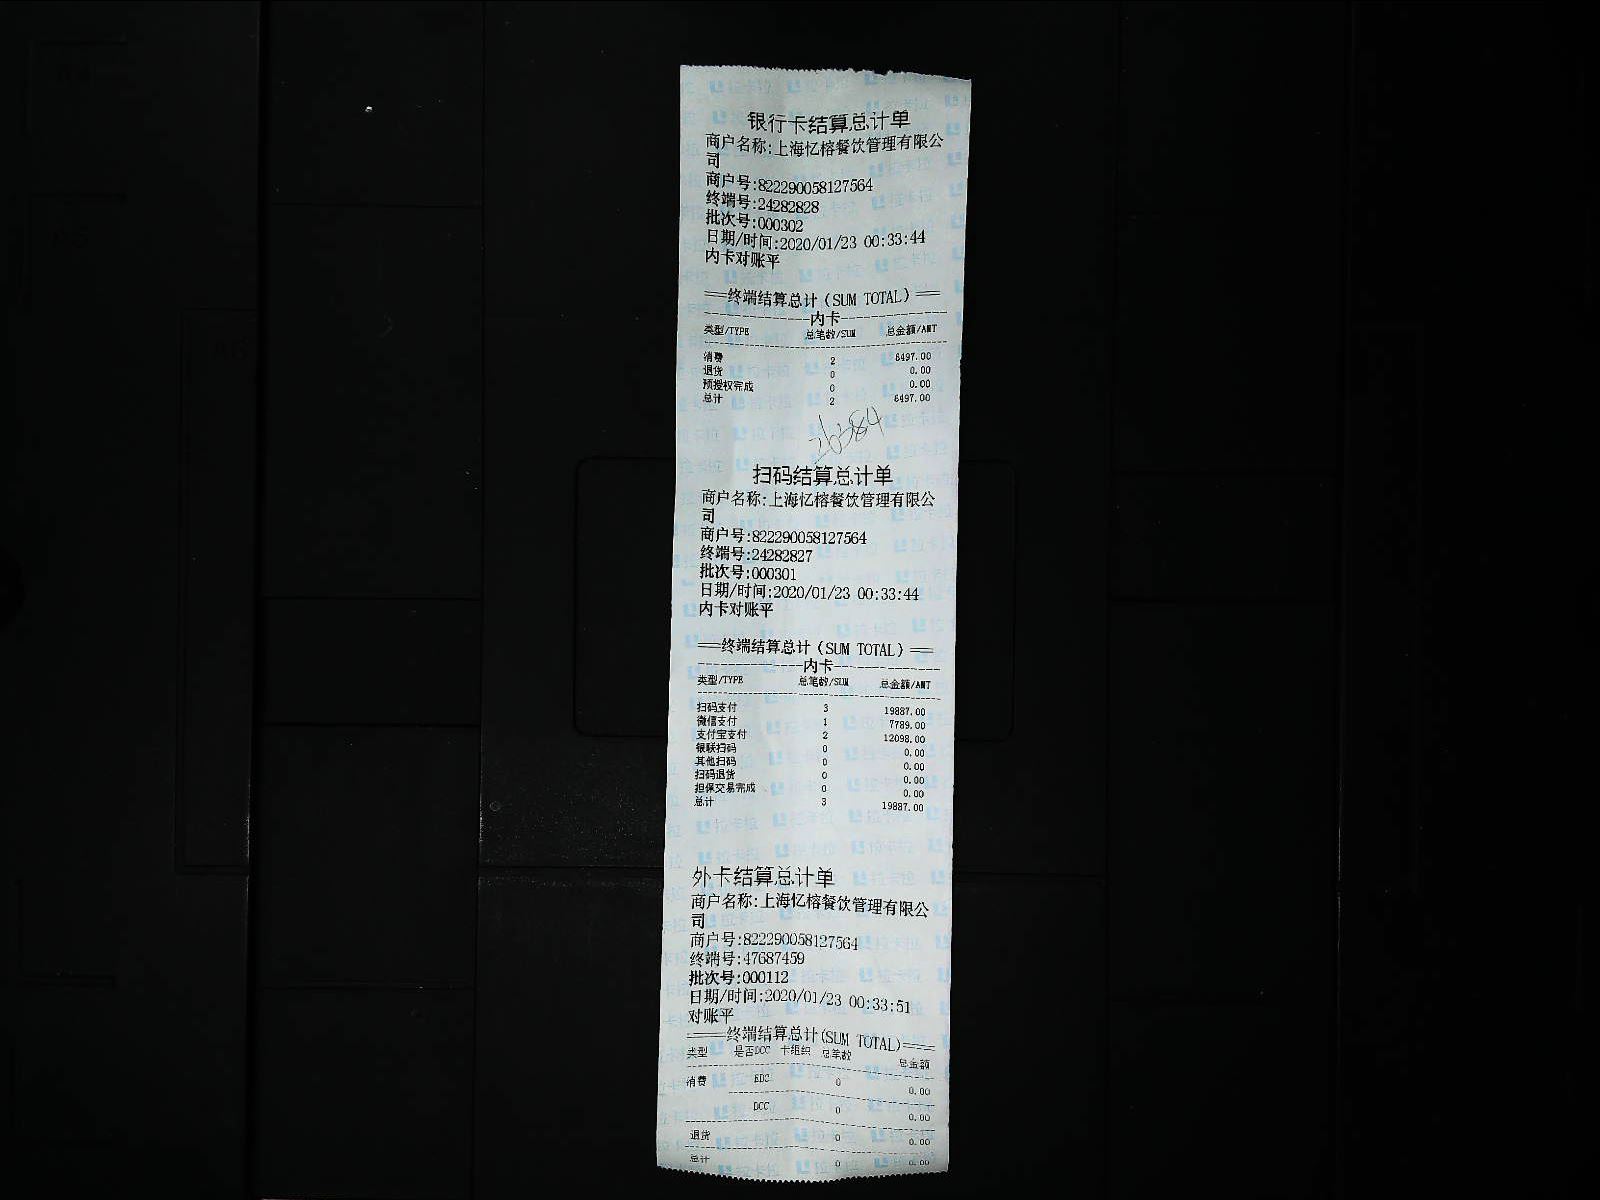 银行卡结算总计单
商户名称:上海忆榕餐饮管理有限公
司
商户号:822290058127564
终端号:24282828
批次号:000302
日期/时间:2020/01/23 00:33:44
内卡对账平
==终端结算总计(SUM TOTAL)==
内卡
类型/TYPE 总笔数/SUM 总金额/AMT
消费 2 6497.00
退货 0 0.00
预授权完成 0 0.00
总计 2 6497.00
26384
扫码结算总计单
商户名称:上海忆榕餐饮管理有限公
司
商户号:822290058127564
终端号:24282827
批次号:000301
日期/时间:2020/01/23 00:33:44
内卡对账平
==终端结算总计(SUM TOTAL)==
内卡
类型/TYPE 总笔数/SUM 总金额/AMT
扫码支付 3 19887.00
微信支付 1 7789.00
支付宝支付 2 12098.00
银联扫码 0 0.00
其他扫码 0 0.00
扫码退货 0 0.00
担保交易完成 0 0.00
总计 3 19887.00
外卡结算总计单
商户名称:上海忆榕餐饮管理有限公
司
商户号:822290058127564
终端号:47687459
批次号:000112
日期/时间:2020/01/23 00:33:51
对账平
==终端结算总计(SUM TOTAL)==
类型 是否DCC 卡组织 总笔数 总金额
消费 EDC 0 0.00
DCC 0 0.00
退货 0 0.00
总计 0 0.00